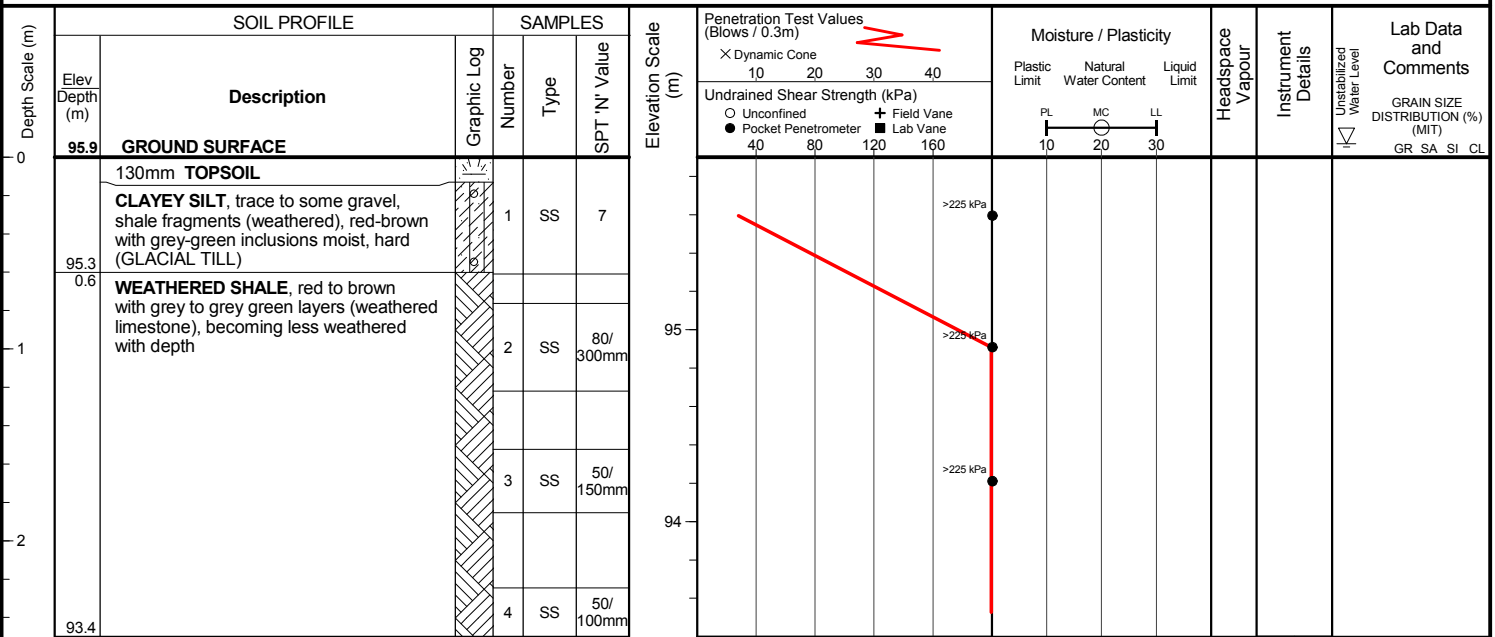 SOIL PROFILE
SAMPLES
Depth Scale (m)
Elev
Depth
(m)
Description
Graphic Log
Number
Type
SPT 'N' Value
Elevation Scale
(m)
Penetration Test Values
(Blows / 0.3m)
× Dynamic Cone
10 20 30 40
Undrained Shear Strength (kPa)
○ Unconfined + Field Vane
● Pocket Penetrometer ■ Lab Vane
40 80 120 160
Moisture / Plasticity
Plastic Limit
Natural Water Content
Liquid Limit
PL MC LL
10 20 30
Headspace
Vapour
Instrument
Details
Unstabilized
Water Level
Lab Data
and
Comments
GRAIN SIZE
DISTRIBUTION (%)
(MIT)
GR SA SI CL
95.9 GROUND SURFACE
0
130mm TOPSOIL
CLAYEY SILT, trace to some gravel,
shale fragments (weathered), red-brown
with grey-green inclusions moist, hard
(GLACIAL TILL)
1 SS 7
>225 kPa
95.3
0.6
WEATHERED SHALE, red to brown
with grey to grey green layers (weathered
limestone), becoming less weathered
with depth
95
1
2 SS 80/
300mm
>225 kPa
3 SS 50/
150mm
>225 kPa
94
2
4 SS 50/
100mm
93.4